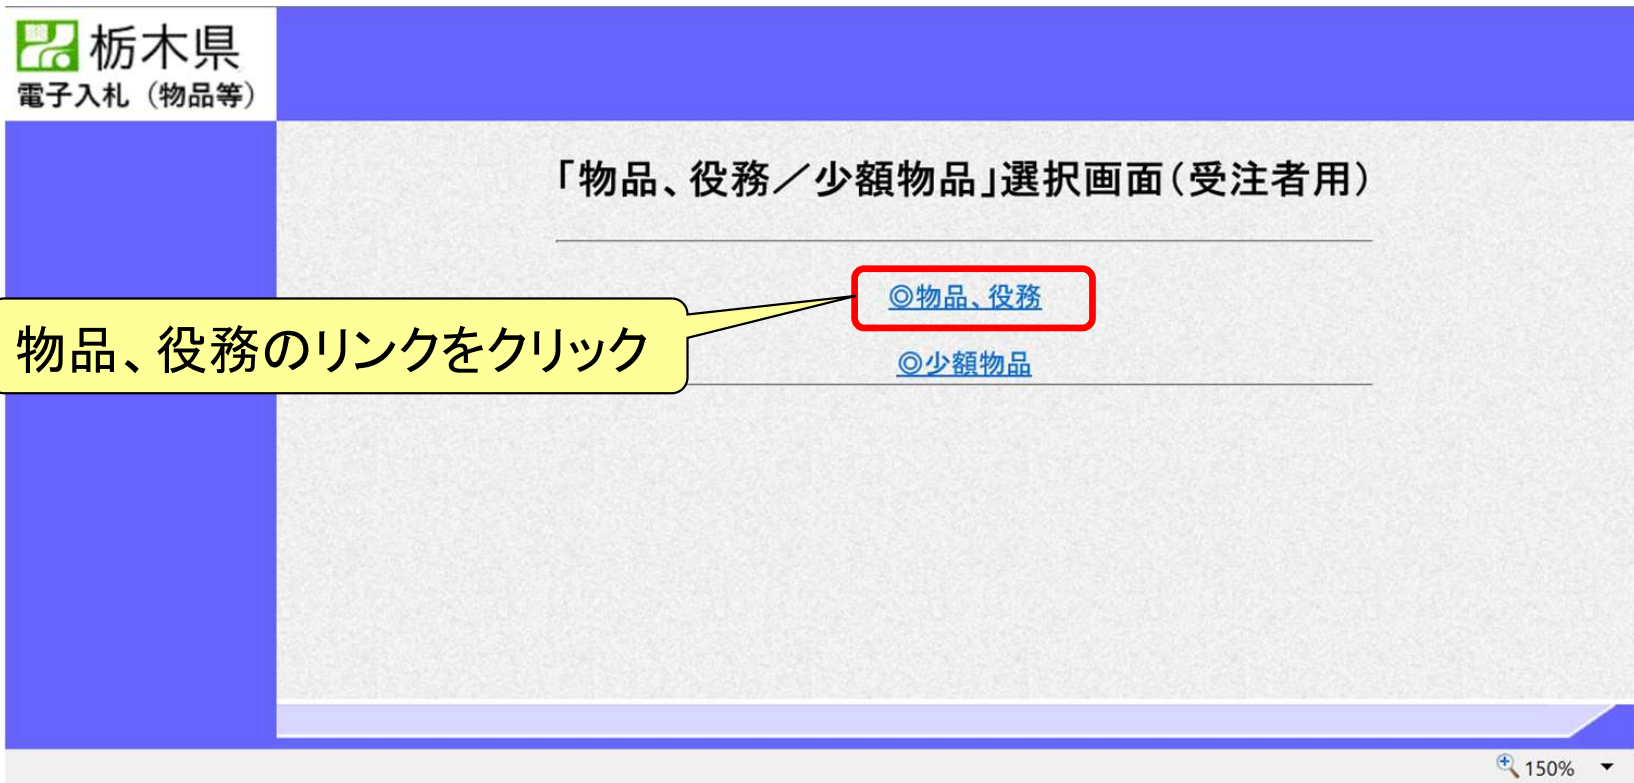 栃木県
電子入札（物品等）
「物品、役務／少額物品」選択画面（受注者用）
◎物品、役務
物品、役務のリンクをクリック
◎少額物品
150%